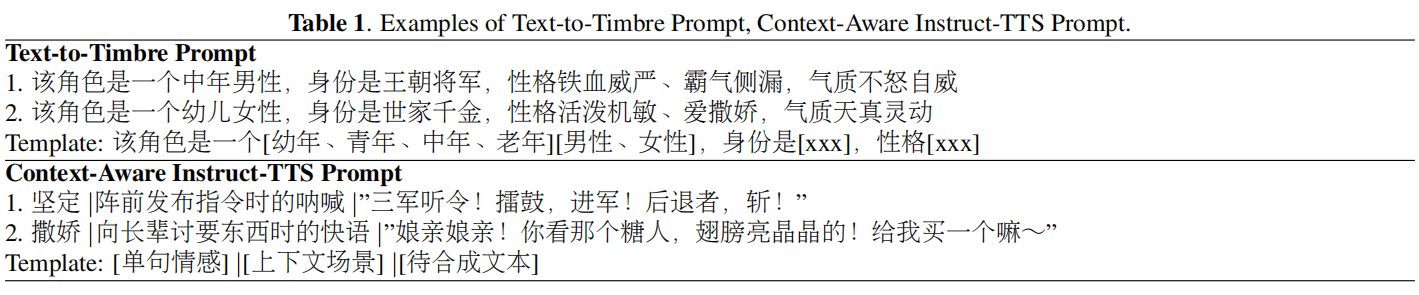 Table 1. Examples of Text-to-Timbre Prompt, Context-Aware Instruct-TTS Prompt.
Text-to-Timbre Prompt
1. 该角色是一个中年男性，身份是王朝将军，性格铁血威严、霸气侧漏，气质不怒自威
2. 该角色是一个幼儿女性，身份是世家千金，性格活泼机敏、爱撒娇，气质天真灵动
Template: 该角色是一个[幼年、青年、中年、老年][男性、女性]，身份是[xxx]，性格[xxx]
Context-Aware Instruct-TTS Prompt
1. 坚定 |阵前发布指令时的呐喊 |”三军听令！擂鼓，进军！后退者，斩！”
2. 撒娇 |向长辈讨要东西时的快语 |”娘亲娘亲！你看那个糖人，翅膀亮晶晶的！给我买一个嘛～”
Template: [单句情感] |[上下文场景] |[待合成文本]